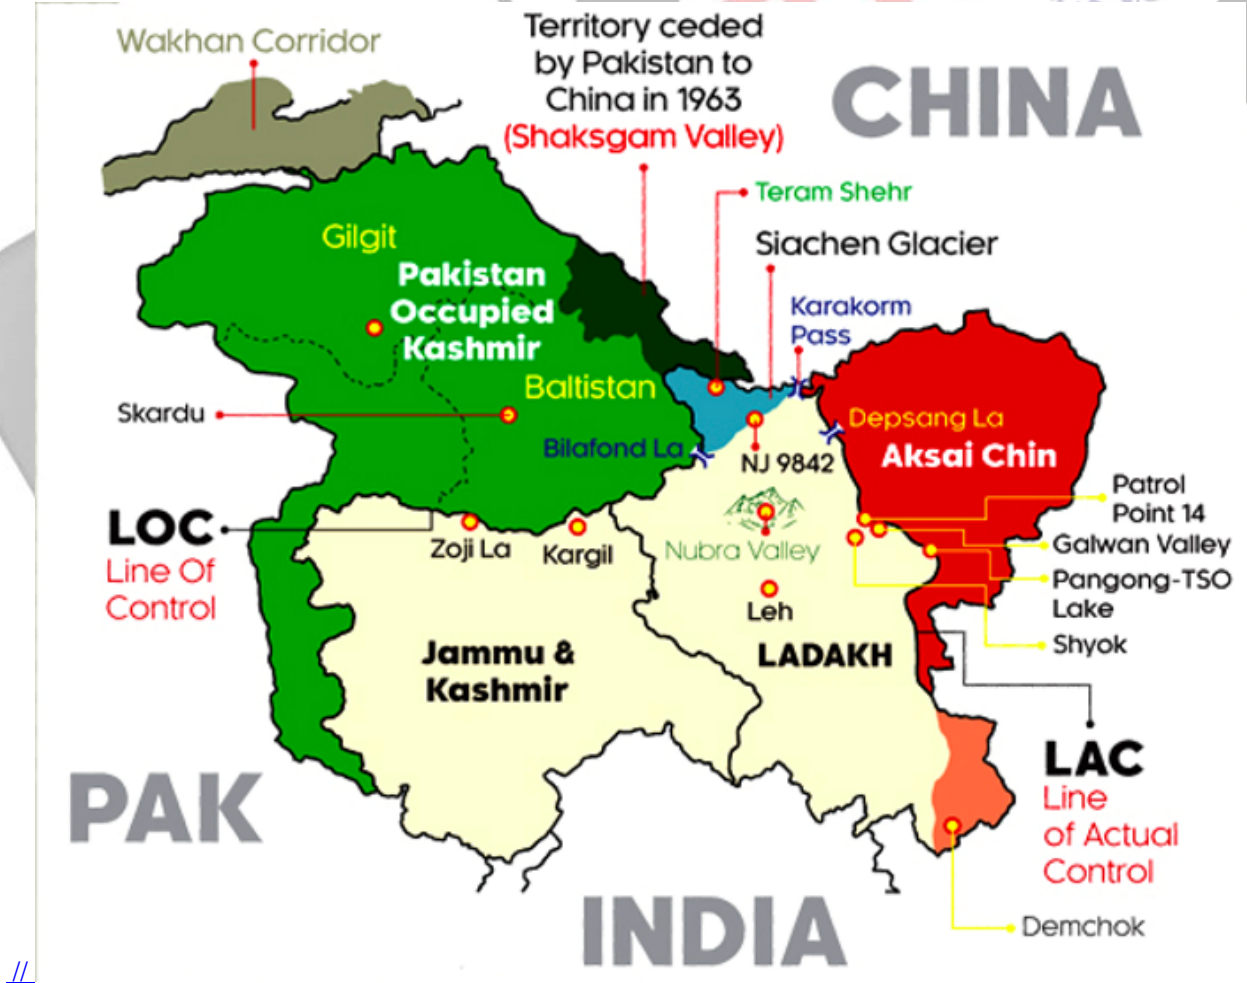 Wakhan Corridor
Territory ceded
by Pakistan to
China in 1963
(Shaksgam Valley)
CHINA
Teram Shehr
Siachen Glacier
Gilgit
Pakistan
Occupied
Kashmir
Karakorm
Pass
Baltistan
Skardu
Depsang La
Bilafond La
NJ 9842
Aksai Chin
Patrol
Point 14
LOC
Line Of
Control
Zoji La
Kargil
Nubra Valley
Galwan Valley
Pangong-TSO
Lake
Leh
Shyok
Jammu &
Kashmir
LADAKH
PAK
LAC
Line
of Actual
Control
INDIA
Demchok
//